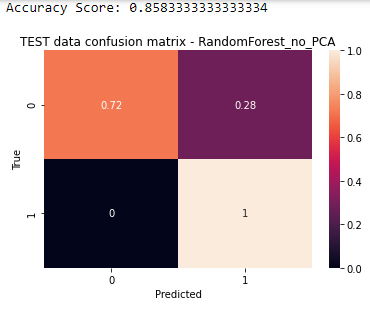 Accuracy Score: 0.8583333333333334
TEST data confusion matrix - RandomForest_no_PCA
1.0
0 0.72 0.28
0.8
0.6
True
0.4
1 0 1
0.2
0.0
0 1
Predicted